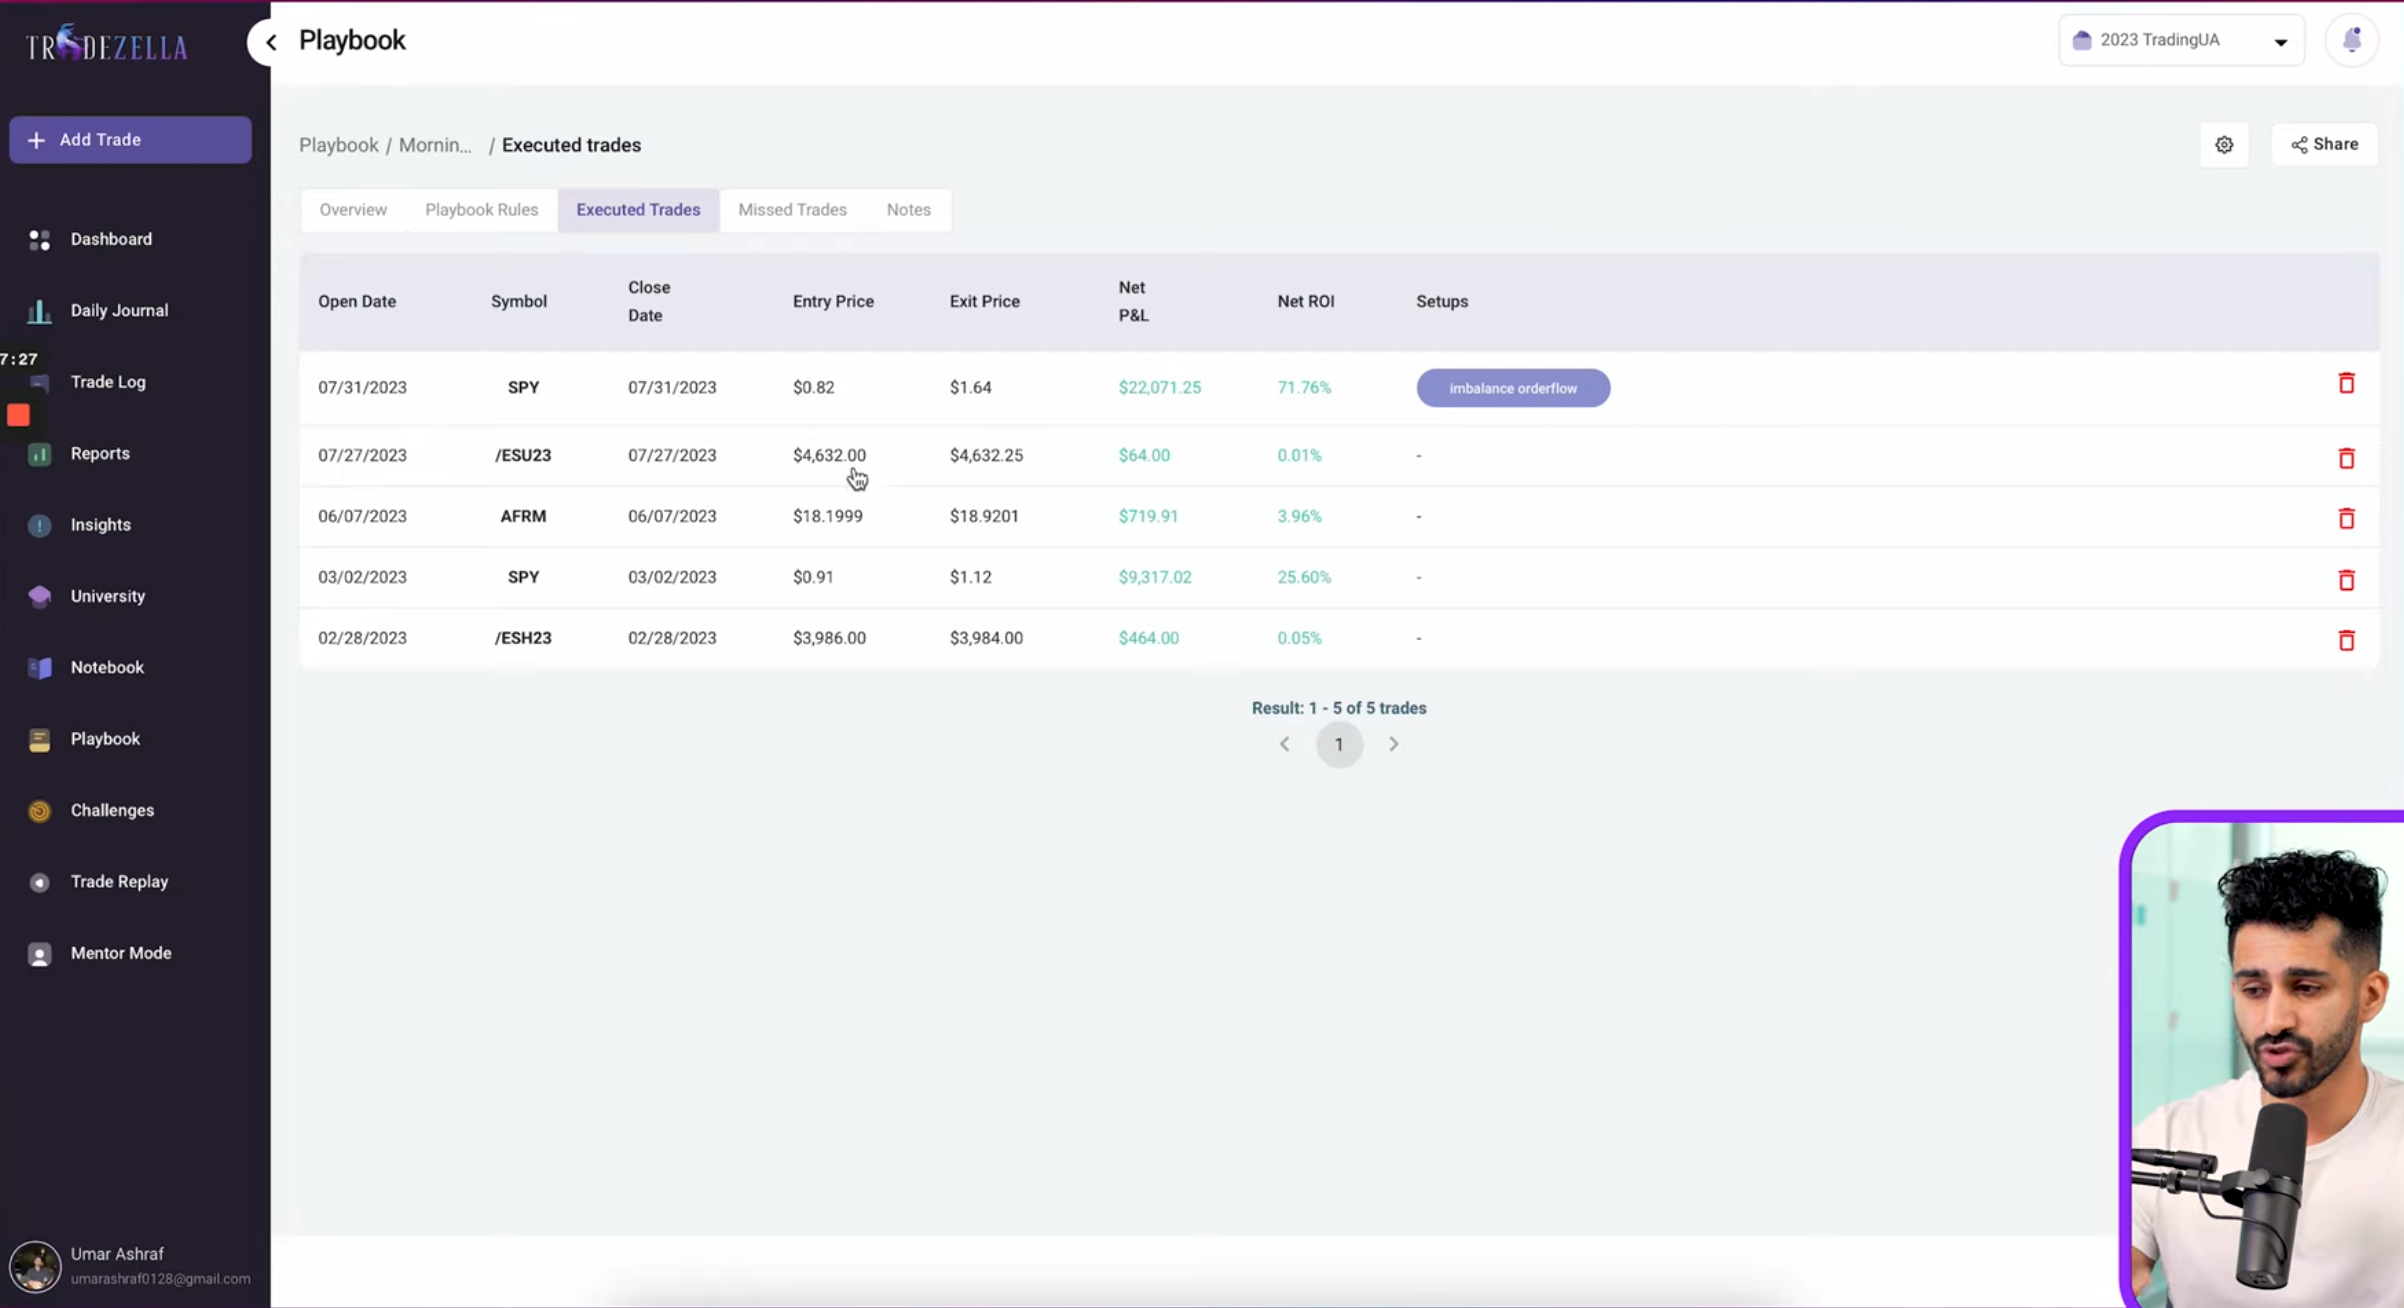 TRADEZELLA
Playbook
2023 TradingUA
Add Trade
Dashboard
Daily Journal
7:27
Trade Log
Reports
Insights
University
Notebook
Playbook
Challenges
Trade Replay
Mentor Mode
Umar Ashraf
umarashraf0128@gmail.com
Playbook / Mornin... / Executed trades
Share
Overview Playbook Rules Executed Trades Missed Trades Notes
Open Date Symbol Close Date Entry Price Exit Price Net P&L Net ROI Setups
07/31/2023 SPY 07/31/2023 $0.82 $1.64 $22,071.25 71.76% imbalance orderflow
07/27/2023 /ESU23 07/27/2023 $4,632.00 $4,632.25 $64.00 0.01% -
06/07/2023 AFRM 06/07/2023 $18.1999 $18.9201 $719.91 3.96% -
03/02/2023 SPY 03/02/2023 $0.91 $1.12 $9,317.02 25.60% -
02/28/2023 /ESH23 02/28/2023 $3,986.00 $3,984.00 $464.00 0.05% -
Result: 1 - 5 of 5 trades
1